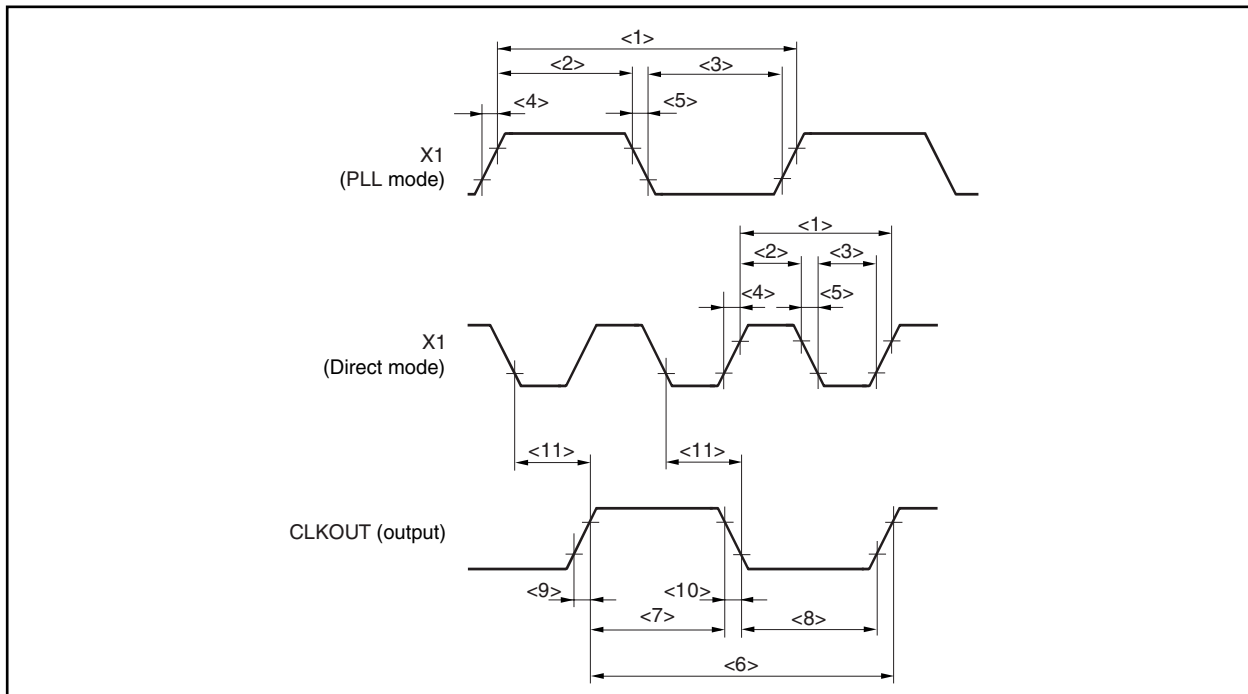 <1>
<2> <3>
<4> <5>
X1
(PLL mode)
<1>
<2> <3>
<4> <5>
X1
(Direct mode)
<11> <11>
CLKOUT (output)
<9> <10>
<7> <8>
<6>